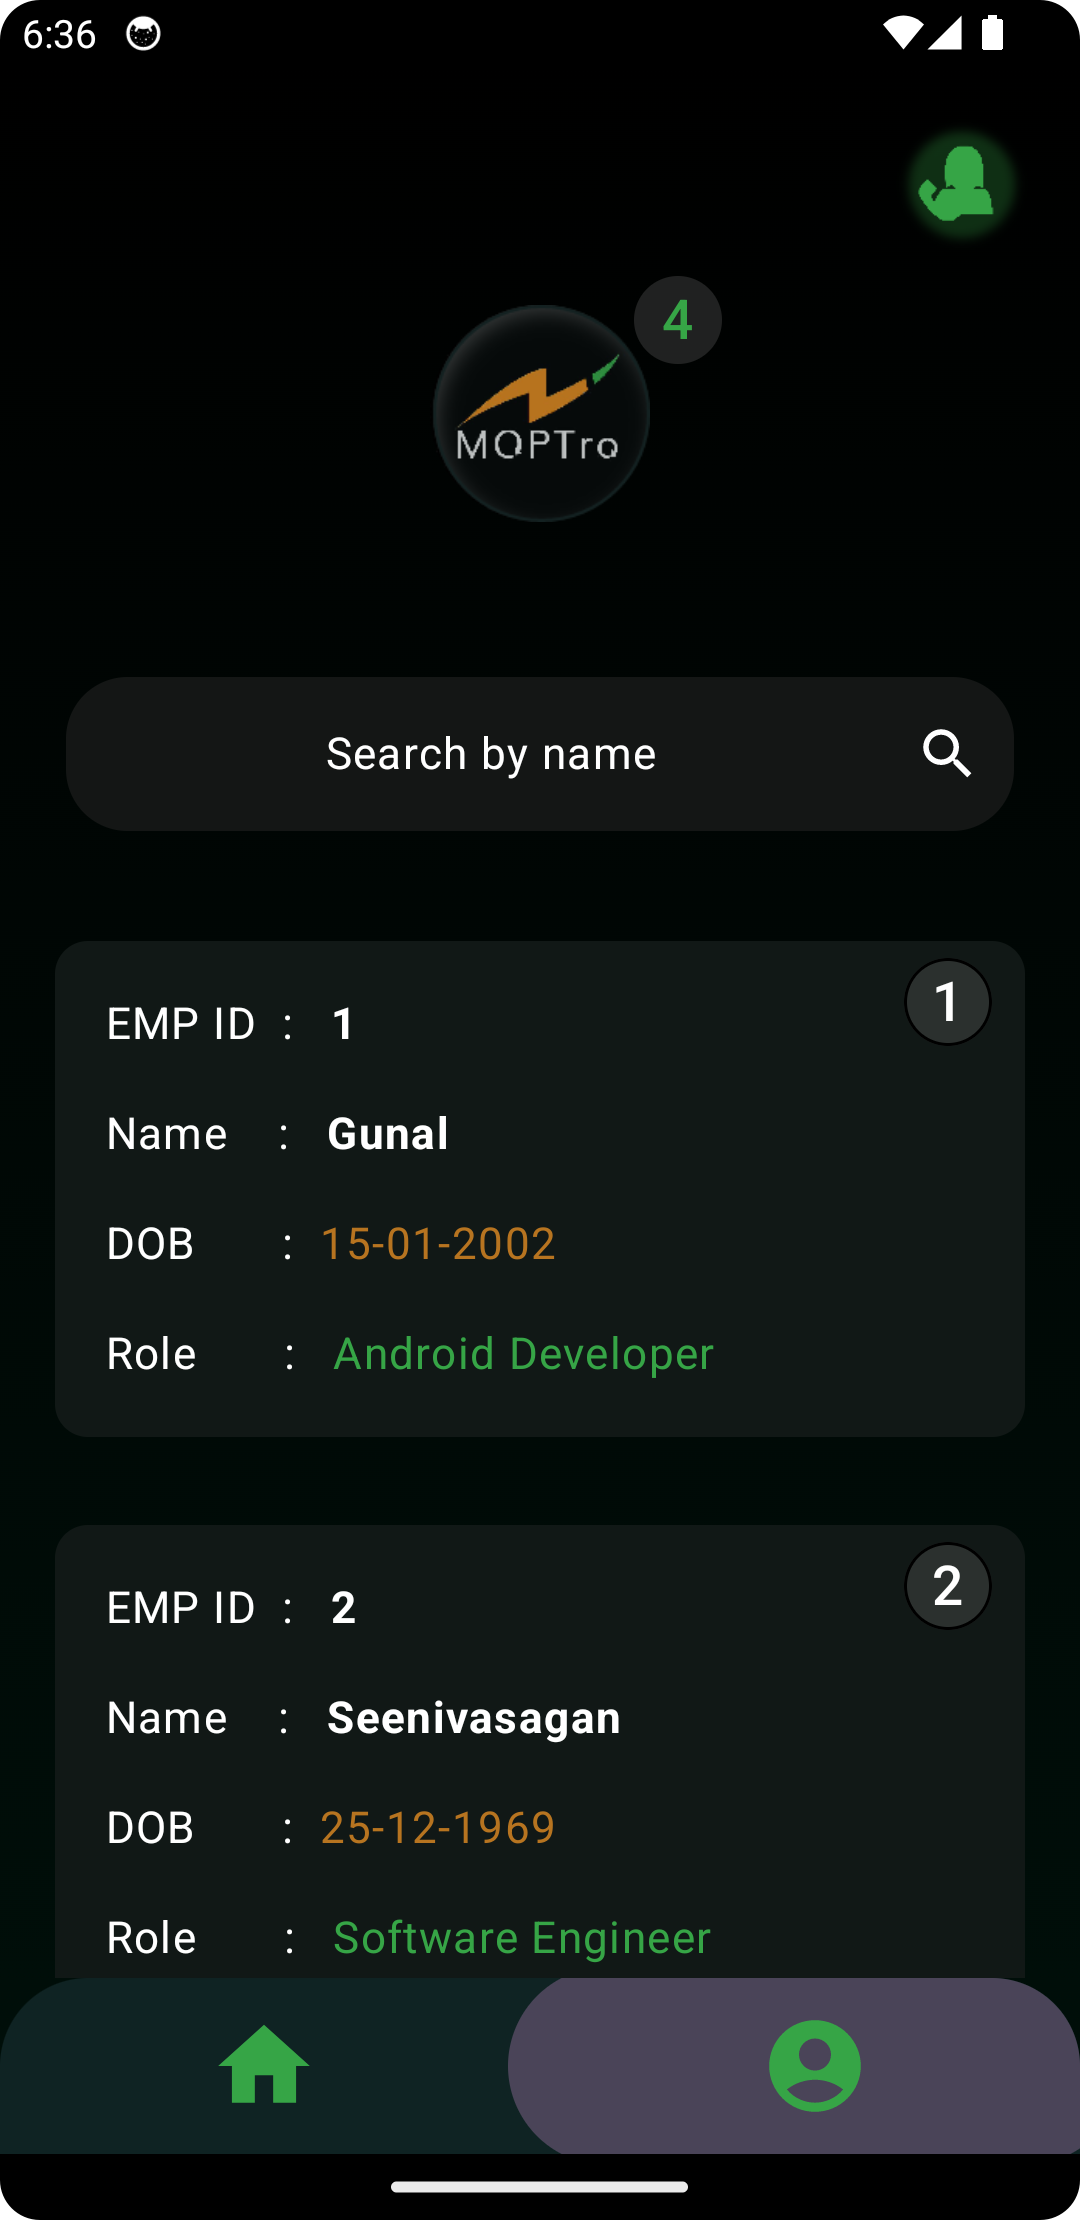 6:36
4
MOPTro
Search by name
1
EMP ID : 1
Name : Gunal
DOB : 15-01-2002
Role : Android Developer
2
EMP ID : 2
Name : Seenivasagan
DOB : 25-12-1969
Role : Software Engineer